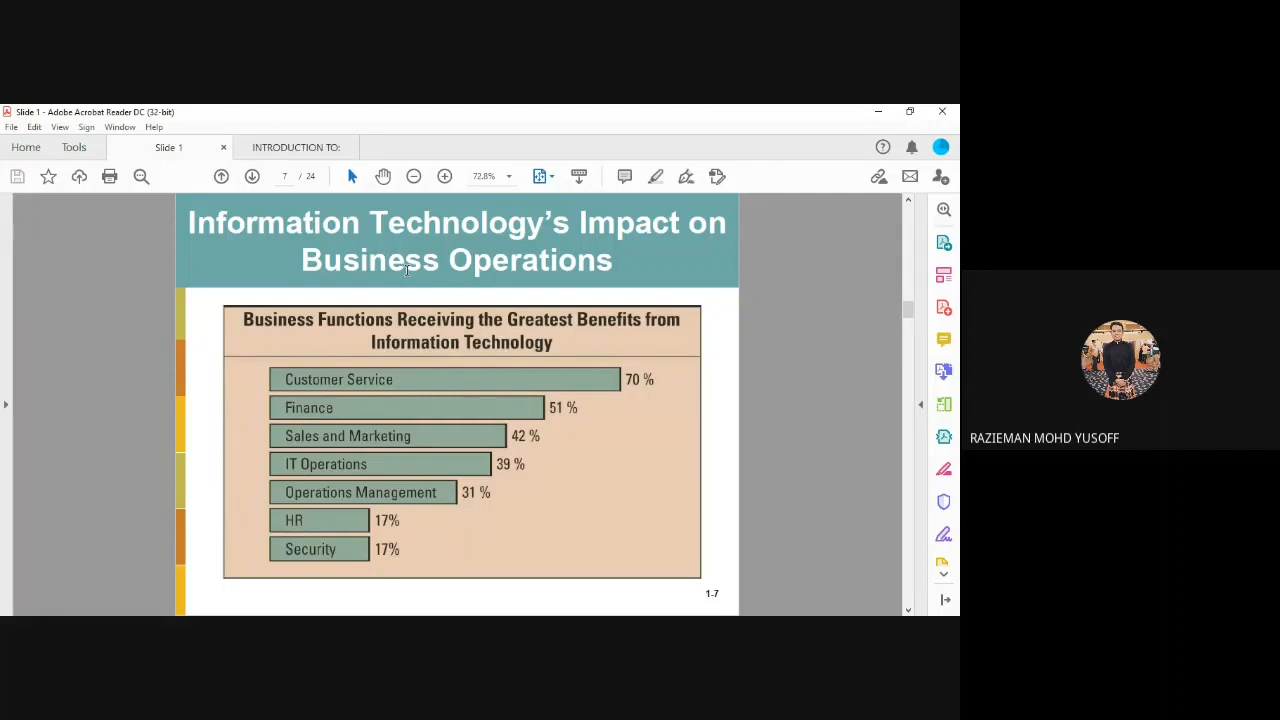 Slide 1 - Adobe Acrobat Reader DC (32-bit)
File Edit View Sign Window Help
Home Tools Slide 1 × INTRODUCTION TO:
7 / 24 72.8%
Information Technology’s Impact on
Business Operations
Business Functions Receiving the Greatest Benefits from
Information Technology
Customer Service 70 %
Finance 51 %
Sales and Marketing 42 %
IT Operations 39 %
Operations Management 31 %
HR 17%
Security 17%
1-7
RAZIEMAN MOHD YUSOFF